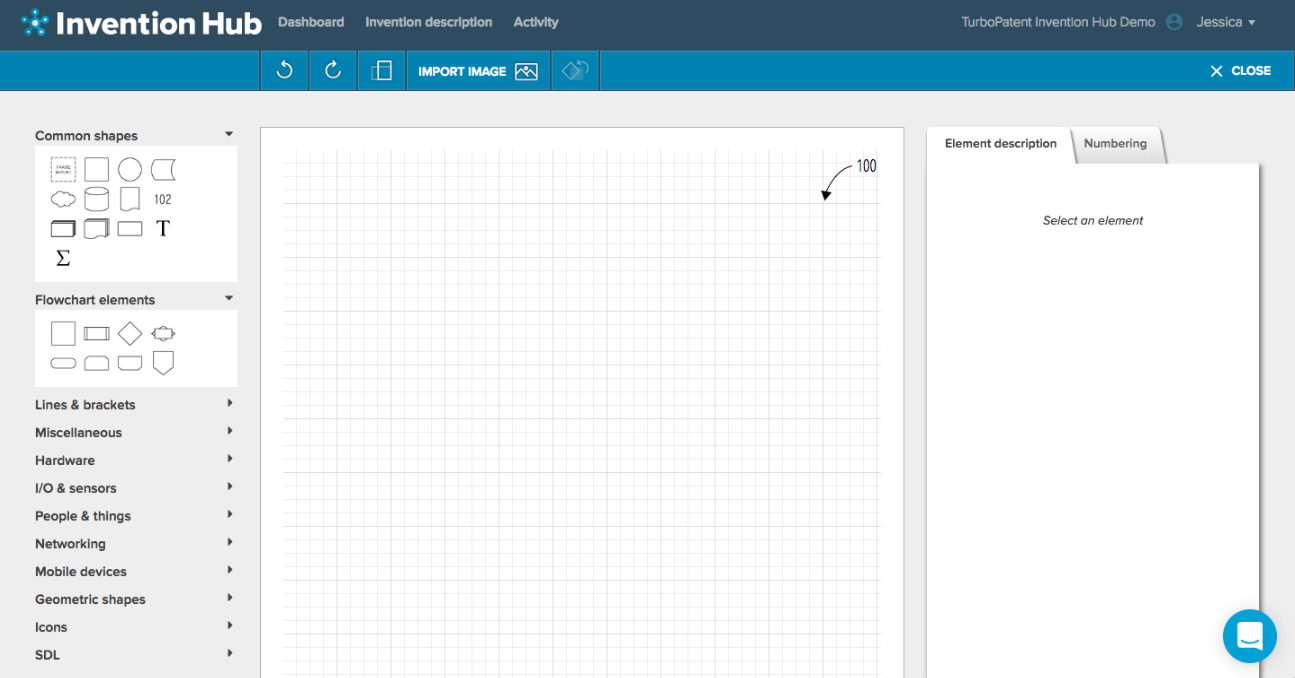 Invention Hub Dashboard Invention description Activity TurboPatent Invention Hub Demo Jessica
IMPORT IMAGE CLOSE
Common shapes
IMAGE
IMPORT
102
T
Σ
Flowchart elements
Lines & brackets
Miscellaneous
Hardware
I/O & sensors
People & things
Networking
Mobile devices
Geometric shapes
Icons
SDL
100
Element description Numbering
Select an element